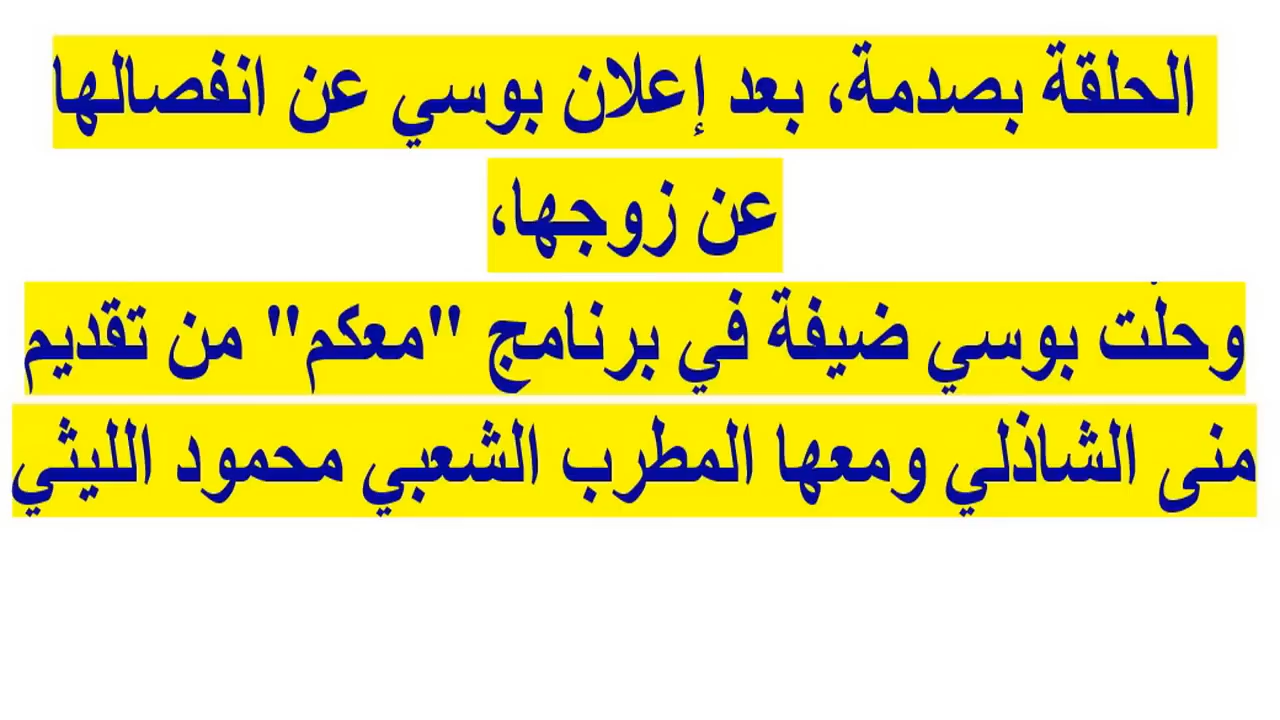 الحلقة بصدمة، بعد إعلان بوسي عن انفصالها
عن زوجها،
وحلّت بوسي ضيفة في برنامج "معكم" من تقديم
منى الشاذلي ومعها المطرب الشعبي محمود الليثي